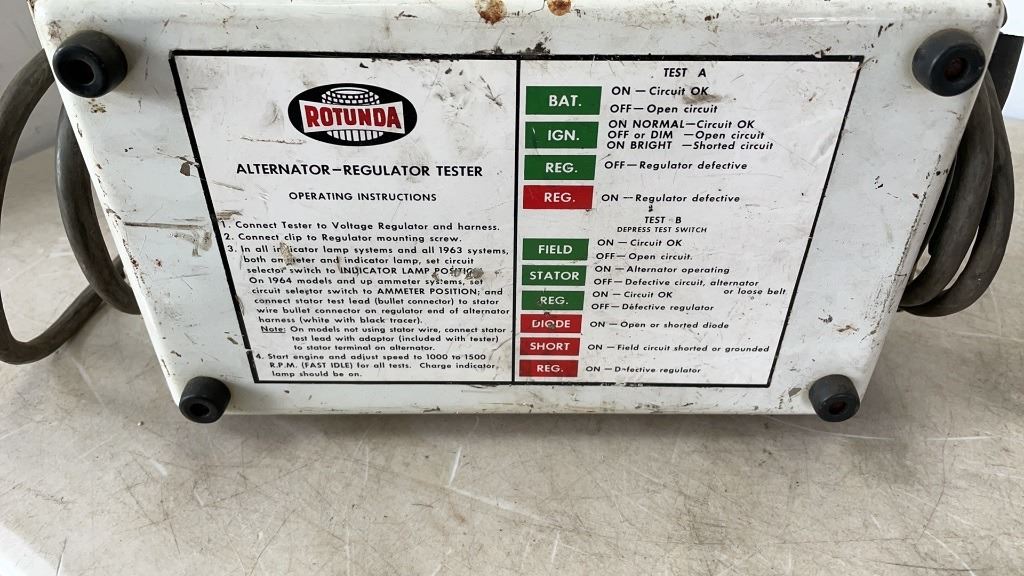 ROTUNDA
ALTERNATOR-REGULATOR TESTER
OPERATING INSTRUCTIONS
1. Connect Tester to Voltage Regulator and harness.
2. Connect clip to Regulator mounting screw.
3. In all indicator lamp systems and all 1963 systems,
both ammeter and indicator lamp, set circuit
selector switch to INDICATOR LAMP POSITION.
On 1964 models and up ammeter systems, set
circuit selector switch to AMMETER POSITION; and
connect stator test lead (bullet connector) to stator
wire bullet connector on regulator end of alternator
harness (white with black tracer).
Note: On models not using stator wire, connect stator
test lead with adaptor (included with tester)
to stator terminal on alternator.
4. Start engine and adjust speed to 1000 to 1500
R.P.M. (FAST IDLE) for all tests. Charge indicator
lamp should be on.
TEST A
BAT. ON — Circuit OK
OFF — Open circuit
IGN. ON NORMAL — Circuit OK
OFF or DIM — Open circuit
ON BRIGHT — Shorted circuit
REG. OFF — Regulator defective
REG. ON — Regulator defective
TEST B
DEPRESS TEST SWITCH
FIELD ON — Circuit OK
OFF — Open circuit.
STATOR ON — Alternator operating
OFF — Defective circuit, alternator
or loose belt
REG. ON — Circuit OK
OFF — Defective regulator
DIODE ON — Open or shorted diode
SHORT ON — Field circuit shorted or grounded
REG. ON — Defective regulator